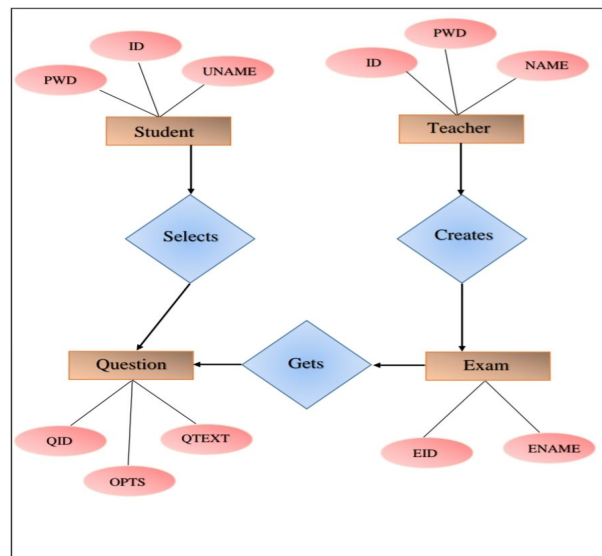 PWD
ID
UNAME
Student
Selects
ID
PWD
NAME
Teacher
Creates
Question
Gets
Exam
QID
OPTS
QTEXT
EID
ENAME